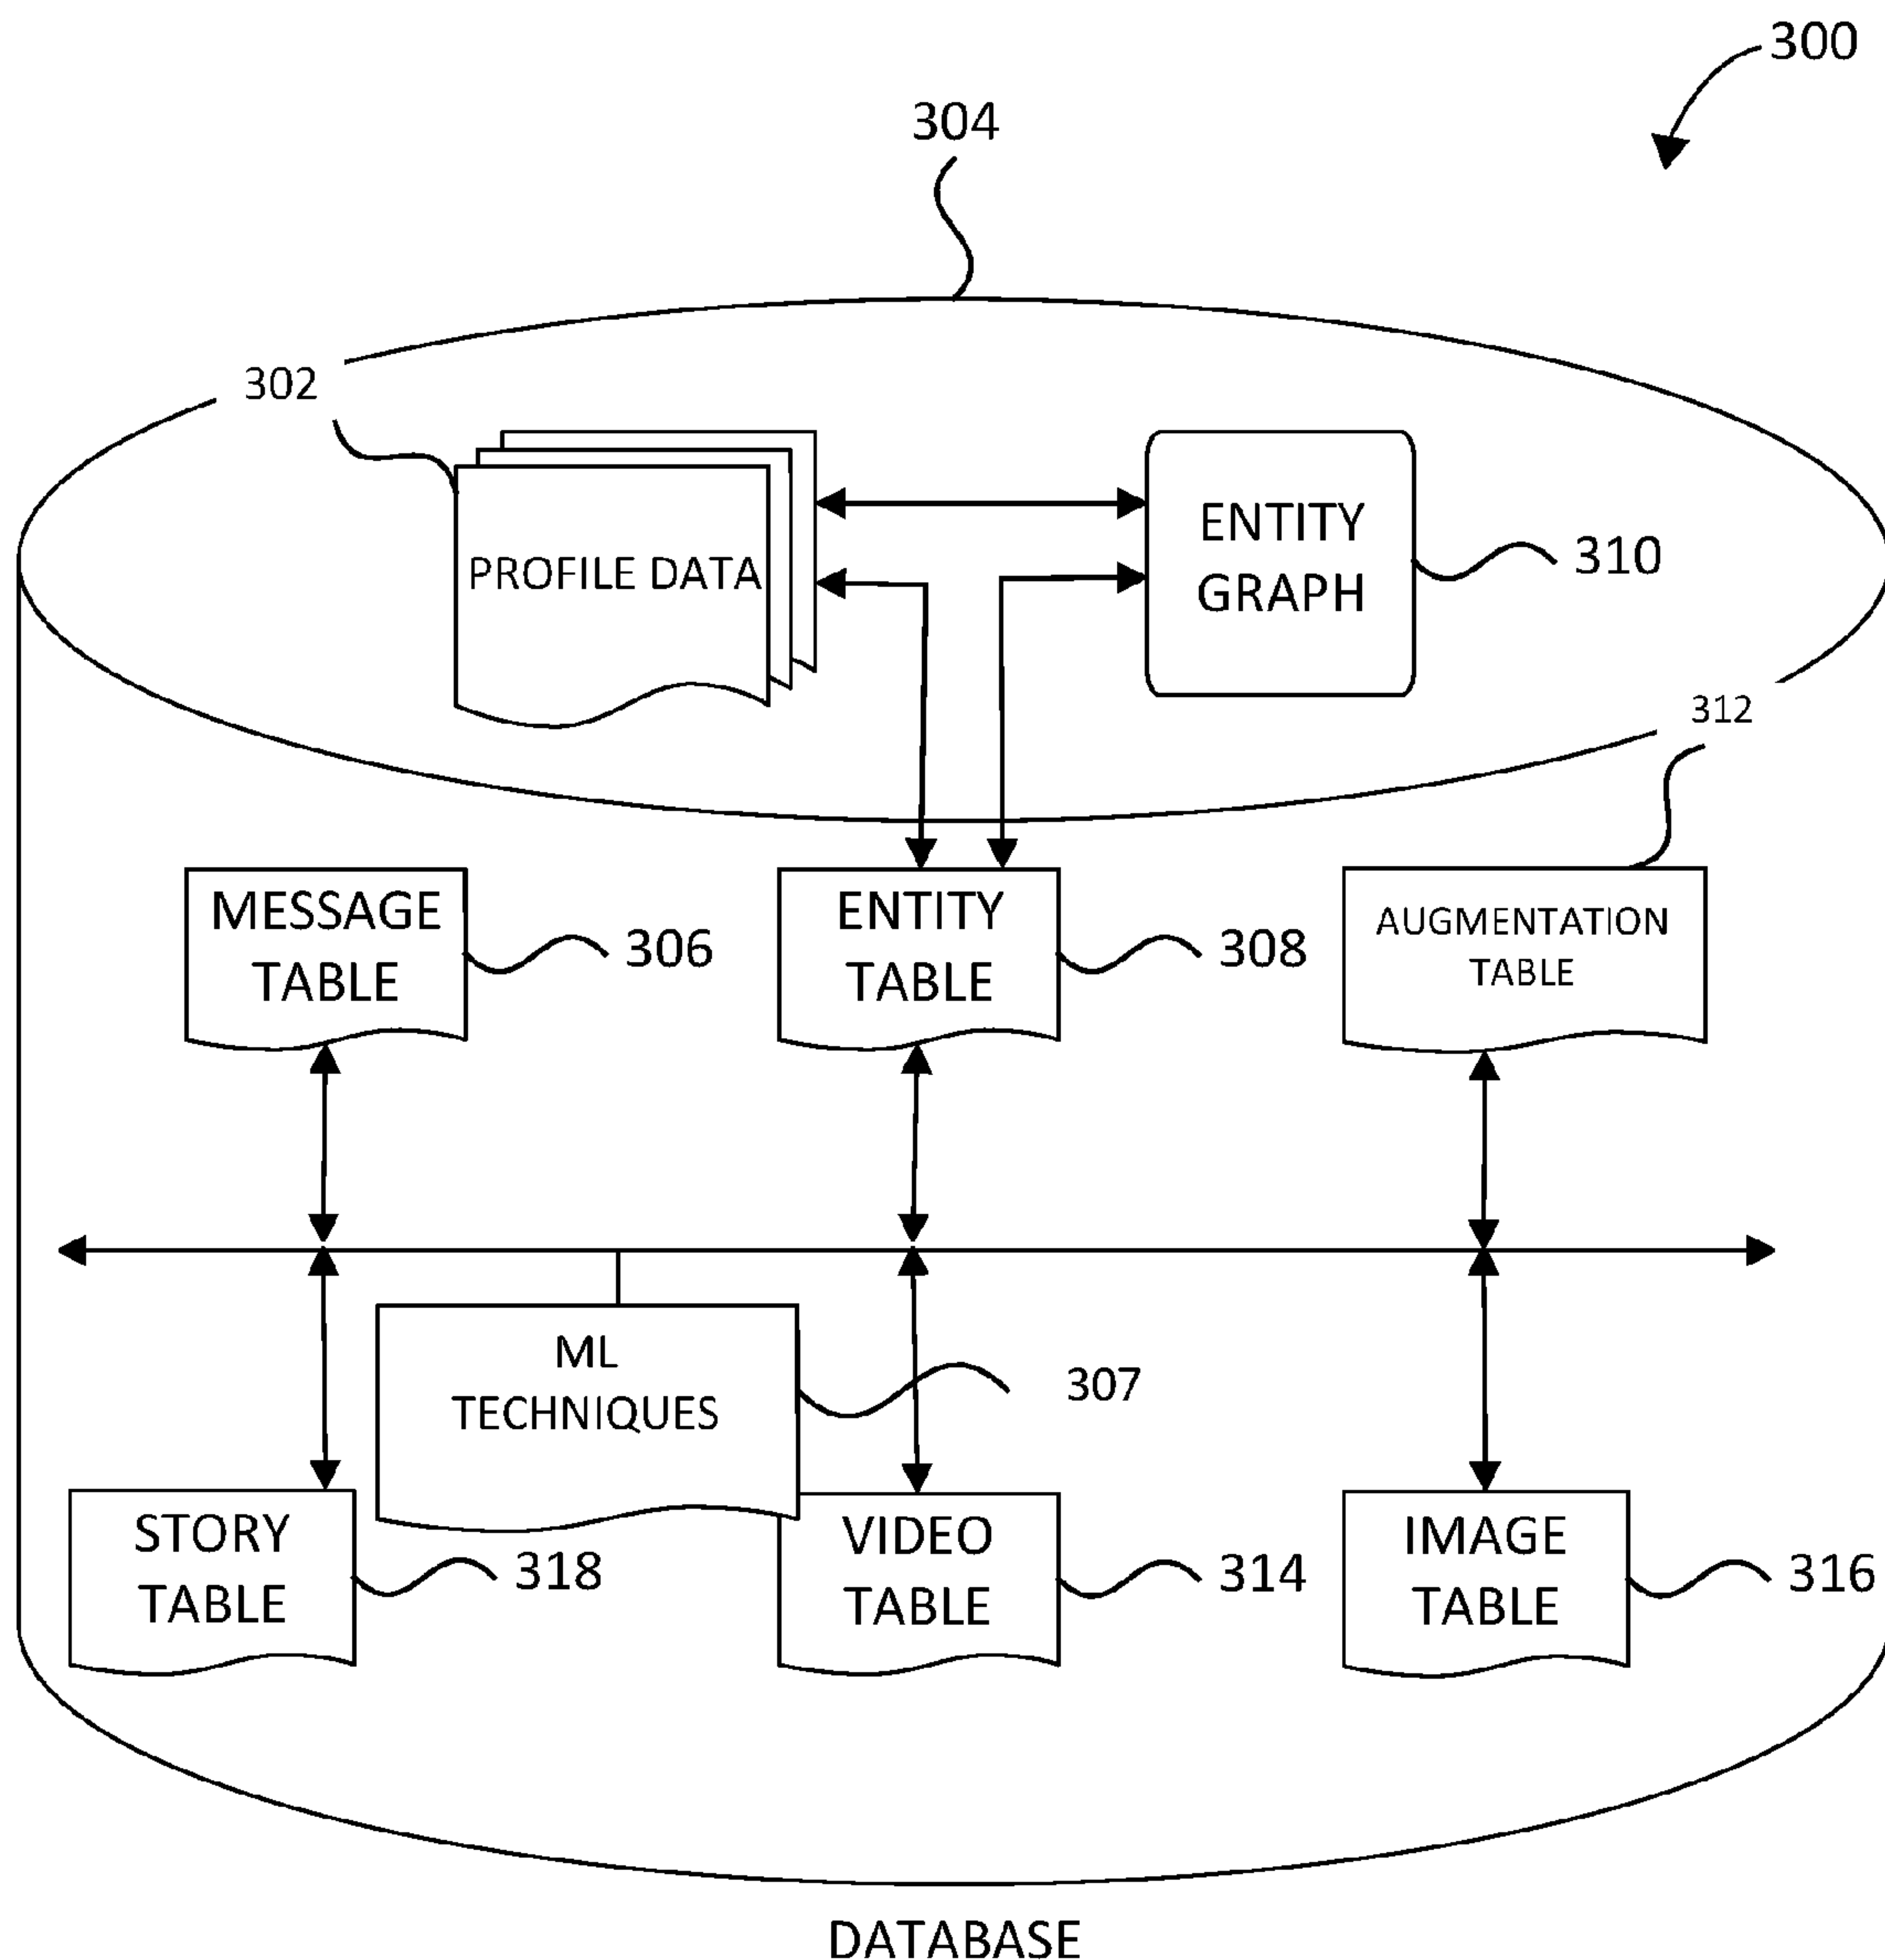 300
304
302
PROFILE DATA
ENTITY
GRAPH
310
312
MESSAGE
TABLE
306
ENTITY
TABLE
308
AUGMENTATION
TABLE
ML
TECHNIQUES
307
STORY
TABLE
318
VIDEO
TABLE
314
IMAGE
TABLE
316
DATABASE